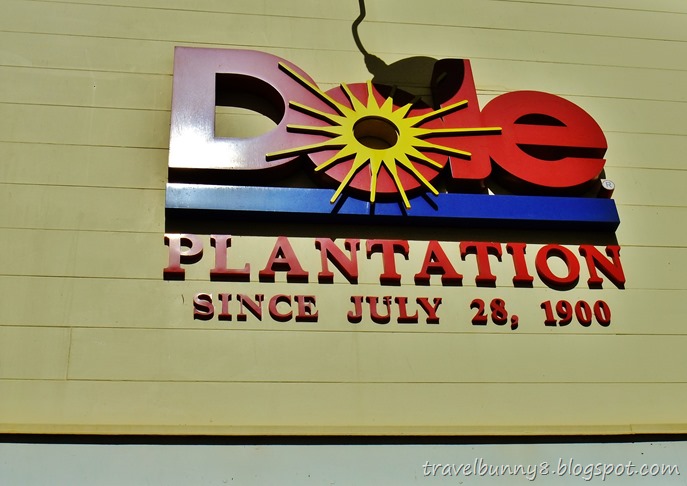 Dole
PLANTATION
SINCE JULY 28, 1900
travelbunny8.blogspot.com